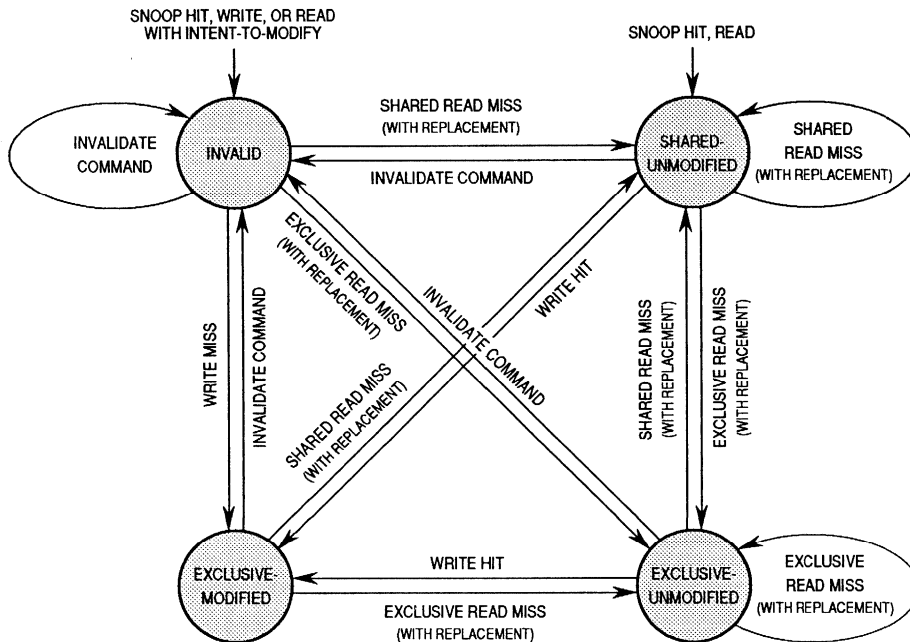 SNOOP HIT, WRITE, OR READ
WITH INTENT-TO-MODIFY
SNOOP HIT, READ
INVALIDATE
COMMAND
INVALID
SHARED READ MISS
(WITH REPLACEMENT)
INVALIDATE COMMAND
SHARED-
UNMODIFIED
SHARED
READ MISS
(WITH REPLACEMENT)
EXCLUSIVE READ MISS
(WITH REPLACEMENT)
INVALIDATE COMMAND
WRITE HIT
SHARED READ MISS
(WITH REPLACEMENT)
WRITE MISS
INVALIDATE COMMAND
SHARED READ MISS
(WITH REPLACEMENT)
EXCLUSIVE READ MISS
(WITH REPLACEMENT)
EXCLUSIVE-
MODIFIED
WRITE HIT
EXCLUSIVE READ MISS
(WITH REPLACEMENT)
EXCLUSIVE-
UNMODIFIED
EXCLUSIVE
READ MISS
(WITH REPLACEMENT)